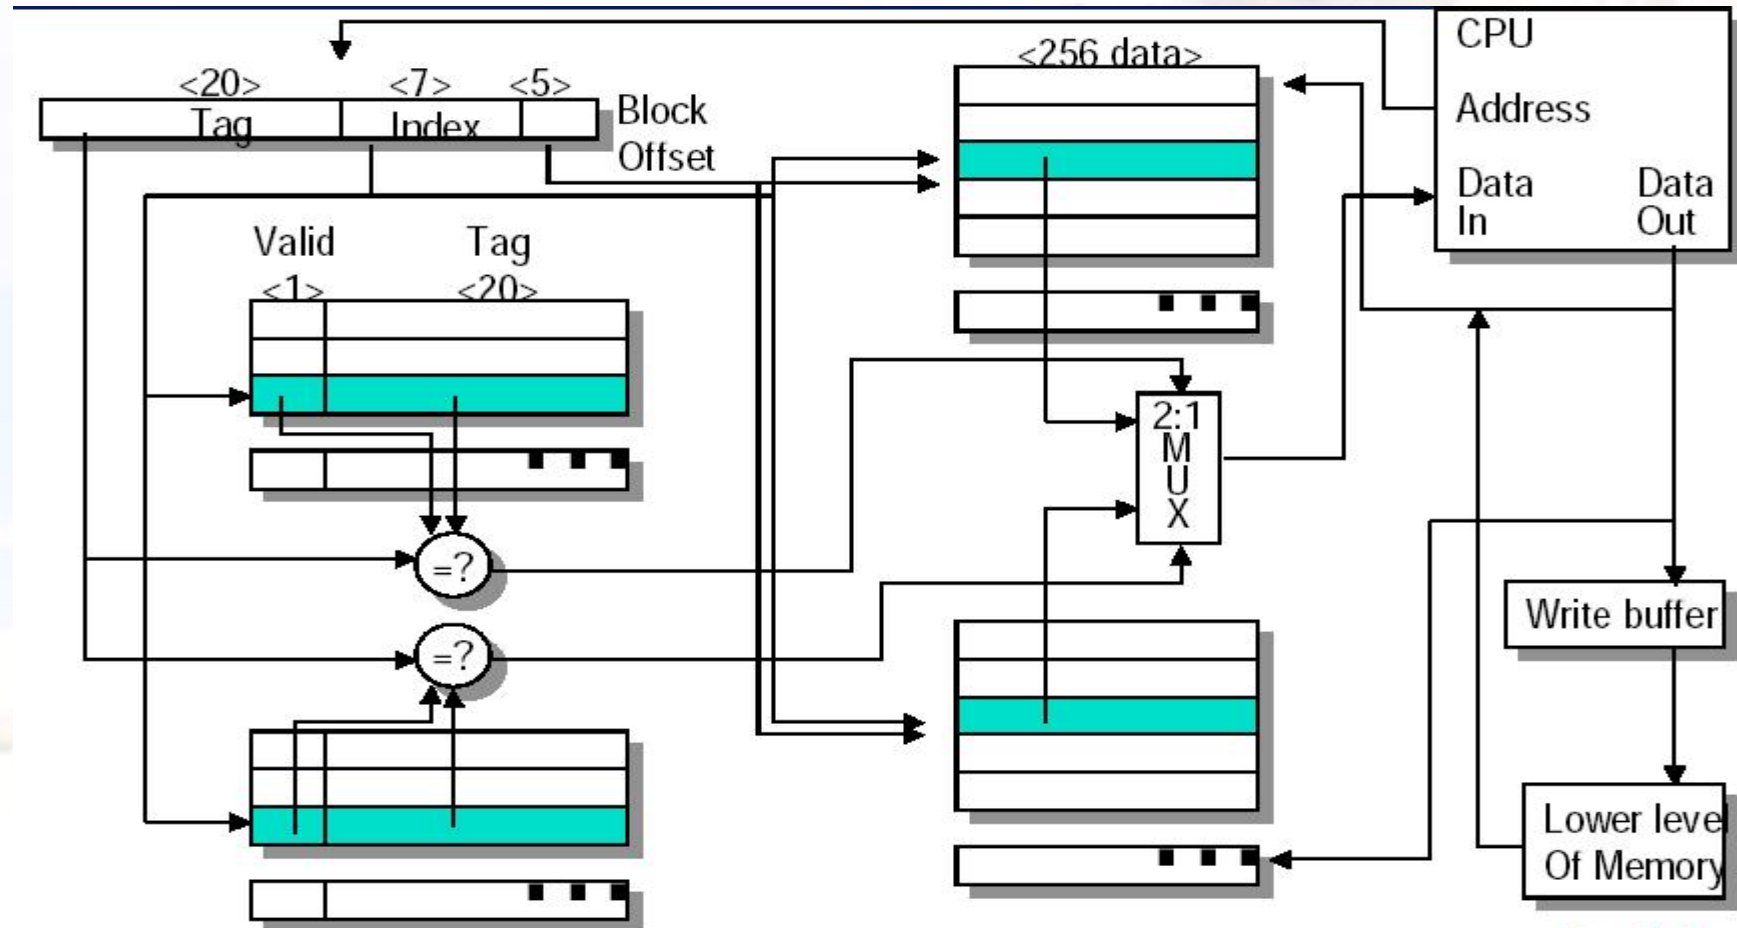 <20> <7> <5>
Tag Index
Block
Offset
Valid Tag
<1> <20>
=?
=?
<256 data>
2:1
M
U
X
CPU
Address
Data Data
In Out
Write buffer
Lower level
Of Memory